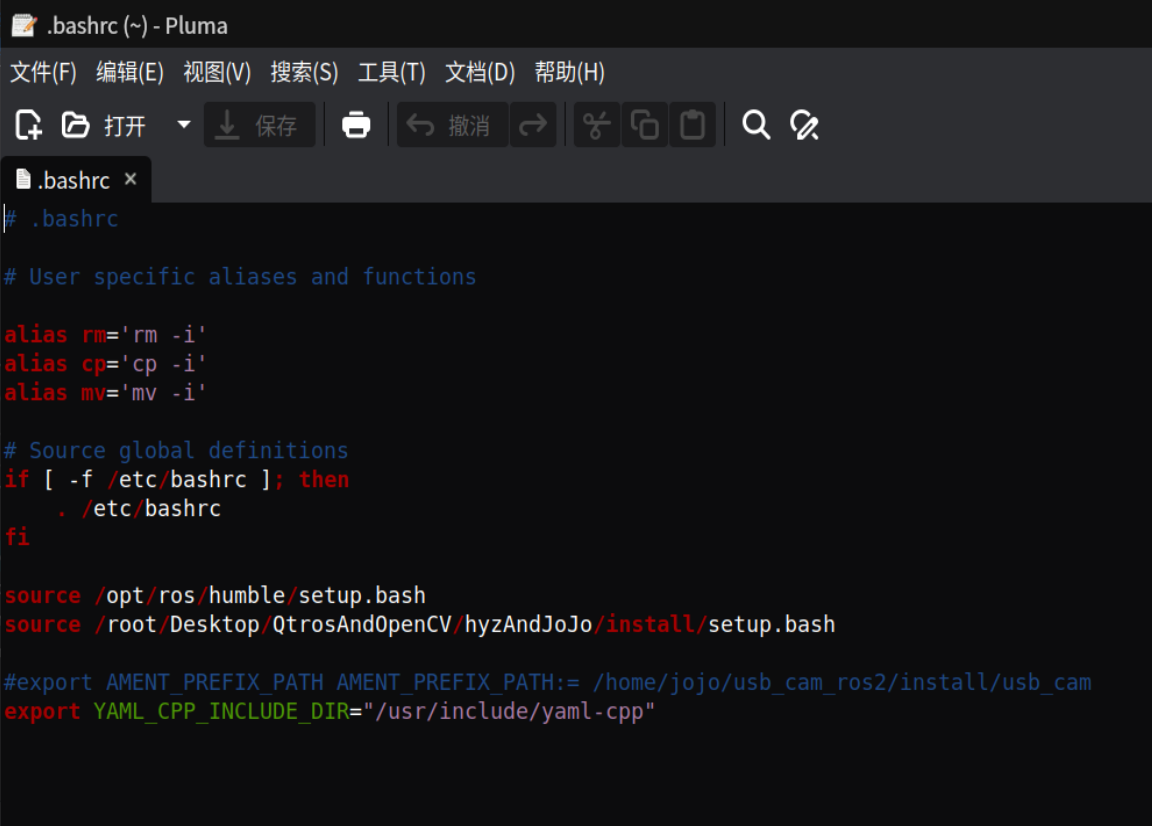 .bashrc (~) - Pluma
文件(F) 编辑(E) 视图(V) 搜索(S) 工具(T) 文档(D) 帮助(H)
打开 保存 撤消
.bashrc ×
# .bashrc
# User specific aliases and functions
alias rm='rm -i'
alias cp='cp -i'
alias mv='mv -i'
# Source global definitions
if [ -f /etc/bashrc ]; then
. /etc/bashrc
fi
source /opt/ros/humble/setup.bash
source /root/Desktop/QtrosAndOpenCV/hyzAndJoJo/install/setup.bash
#export AMENT_PREFIX_PATH AMENT_PREFIX_PATH:= /home/jojo/usb_cam_ros2/install/usb_cam
export YAML_CPP_INCLUDE_DIR="/usr/include/yaml-cpp"